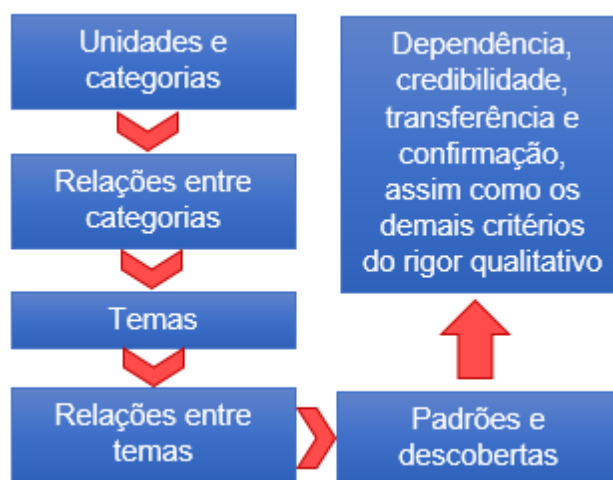 Unidades e
categorias
Relações entre
categorias
Temas
Relações entre
temas
Padrões e
descobertas
Dependência,
credibilidade,
transferência e
confirmação,
assim como os
demais critérios
do rigor qualitativo